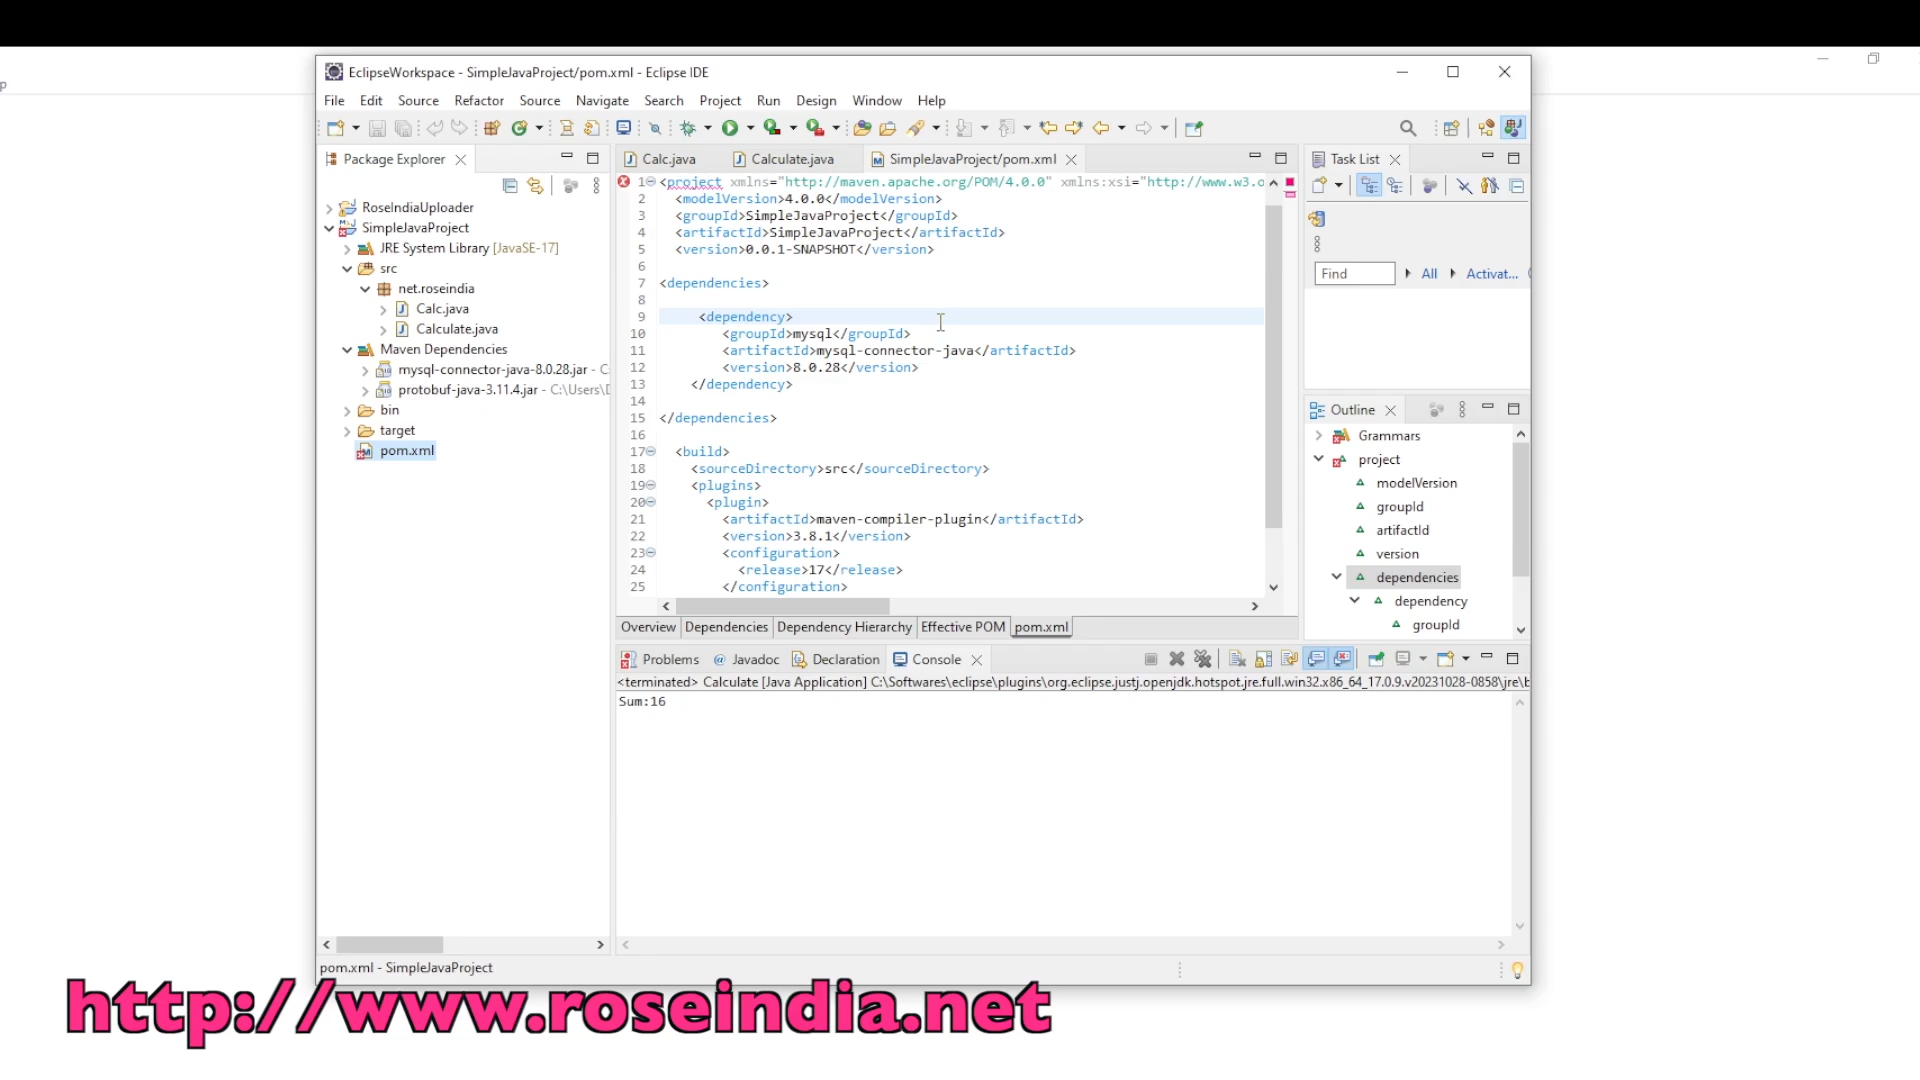 p
EclipseWorkspace - SimpleJavaProject/pom.xml - Eclipse IDE
File Edit Source Refactor Source Navigate Search Project Run Design Window Help
Package Explorer
RoseIndiaUploader
SimpleJavaProject
JRE System Library [JavaSE-17]
src
net.roseindia
Calc.java
Calculate.java
Maven Dependencies
mysql-connector-java-8.0.28.jar - C:
protobuf-java-3.11.4.jar - C:\Users\D
bin
target
pom.xml
Calc.java Calculate.java SimpleJavaProject/pom.xml
1 <project xmlns="http://maven.apache.org/POM/4.0.0" xmlns:xsi="http://www.w3.o
2 <modelVersion>4.0.0</modelVersion>
3 <groupId>SimpleJavaProject</groupId>
4 <artifactId>SimpleJavaProject</artifactId>
5 <version>0.0.1-SNAPSHOT</version>
6
7 <dependencies>
8
9 <dependency>
10 <groupId>mysql</groupId>
11 <artifactId>mysql-connector-java</artifactId>
12 <version>8.0.28</version>
13 </dependency>
14
15 </dependencies>
16
17 <build>
18 <sourceDirectory>src</sourceDirectory>
19 <plugins>
20 <plugin>
21 <artifactId>maven-compiler-plugin</artifactId>
22 <version>3.8.1</version>
23 <configuration>
24 <release>17</release>
25 </configuration>
Overview Dependencies Dependency Hierarchy Effective POM pom.xml
Task List
Find All Activat...
Outline
Grammars
project
modelVersion
groupId
artifactId
version
dependencies
dependency
groupId
Problems @ Javadoc Declaration Console
<terminated> Calculate [Java Application] C:\Softwares\eclipse\plugins\org.eclipse.justj.openjdk.hotspot.jre.full.win32.x86_64_17.0.9.v20231028-0858\jre\b
Sum:16
pom.xml - SimpleJavaProject
http://www.roseindia.net